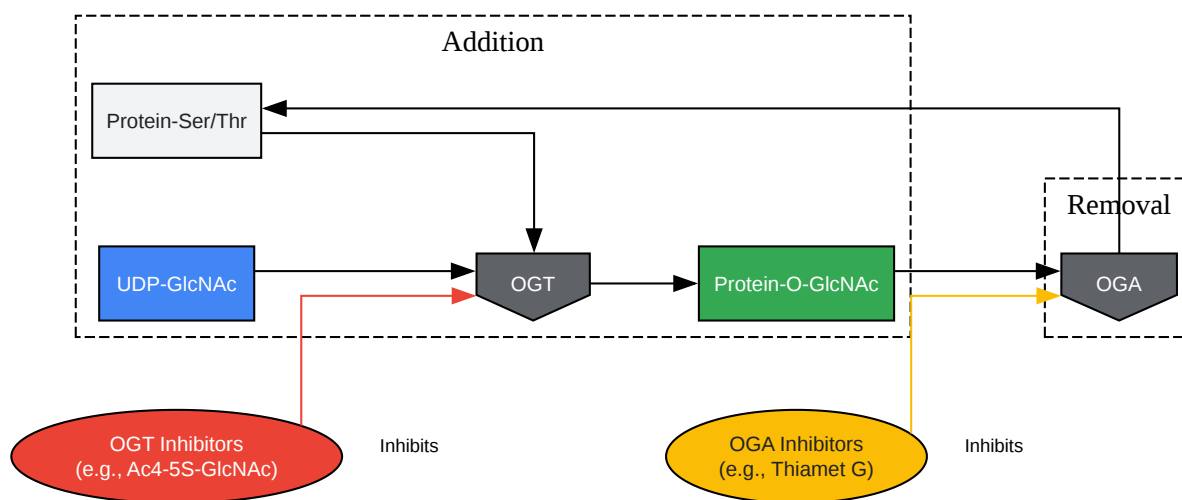 Addition
Protein-Ser/Thr
Removal
UDP-GlcNAc
OGT
Protein-O-GlcNAc
OGA
OGT Inhibitors
(e.g., Ac4-5S-GlcNAc)
Inhibits
OGA Inhibitors
(e.g., Thiamet G)
Inhibits